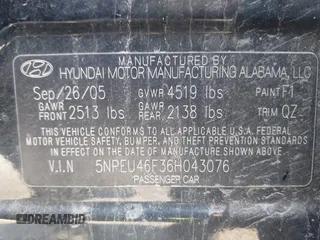 MANUFACTURED BY
HYUNDAI MOTOR MANUFACTURING ALABAMA, LLC
Sep/26/05 GVWR 4519 lbs PAINT F1
GAWR FRONT 2513 lbs GAWR REAR 2138 lbs TRIM QZ
THIS VEHICLE CONFORMS TO ALL APPLICABLE U.S. FEDERAL MOTOR
VEHICLE SAFETY, BUMPER, AND THEFT PREVENTION STANDARDS
IN EFFECT ON THE DATE OF MANUFACTURE SHOWN ABOVE.
V.I.N 5NPEU46F36H043076
PASSENGER CAR
DREAMBID